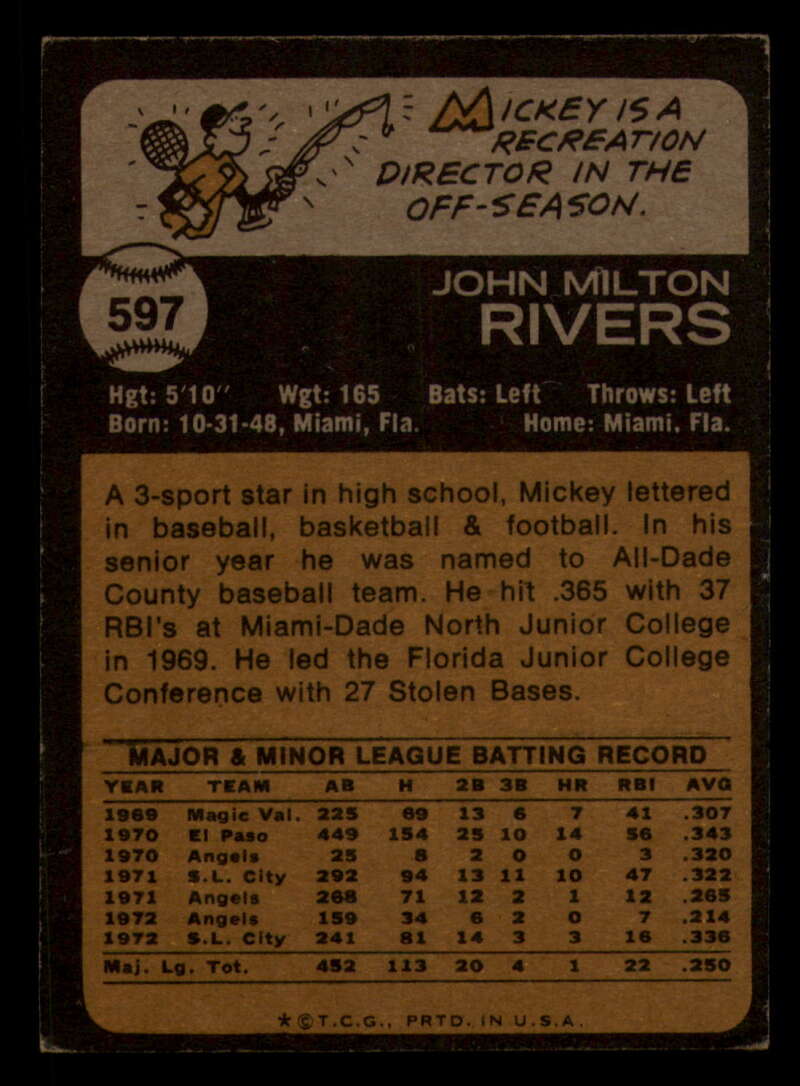 MICKEY IS A
RECREATION
DIRECTOR IN THE
OFF-SEASON.
597
JOHN MILTON
RIVERS
Hgt: 5'10" Wgt: 165 Bats: Left Throws: Left
Born: 10-31-48, Miami, Fla. Home: Miami, Fla.
A 3-sport star in high school, Mickey lettered
in baseball, basketball & football. In his
senior year he was named to All-Dade
County baseball team. He hit .365 with 37
RBI's at Miami-Dade North Junior College
in 1969. He led the Florida Junior College
Conference with 27 Stolen Bases.
MAJOR & MINOR LEAGUE BATTING RECORD
YEAR TEAM AB H 2B 3B HR RBI AVG
1969 Magic Val. 225 69 13 6 7 41 .307
1970 El Paso 449 154 25 10 14 56 .343
1970 Angels 25 8 2 0 0 3 .320
1971 S.L. City 292 94 13 11 10 47 .322
1971 Angels 268 71 12 2 1 12 .265
1972 Angels 159 34 6 2 0 7 .214
1972 S.L. City 241 81 14 3 3 16 .336
Maj. Lg. Tot. 452 113 20 4 1 22 .250
* © T.C.G., PRTD. IN U.S.A.